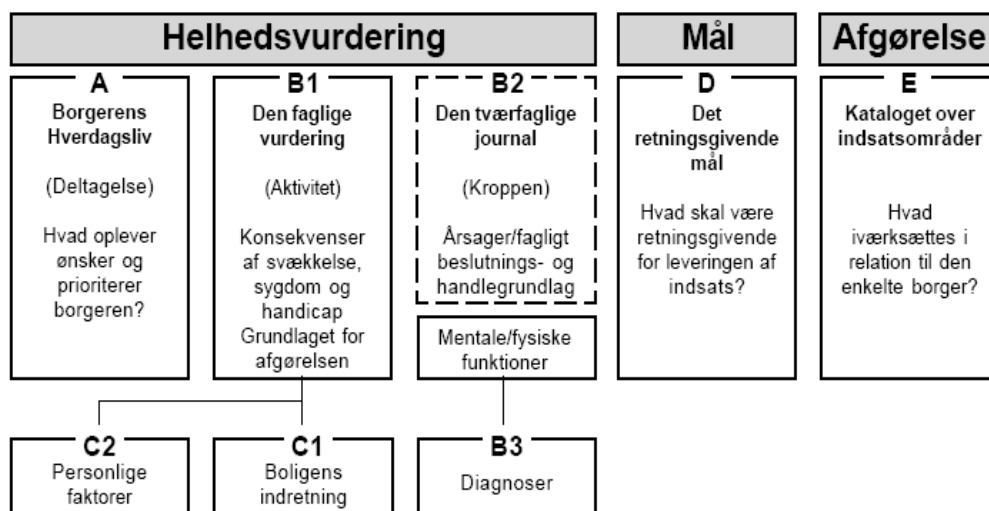 Helhedsvurdering
Mål
Afgørelse
A
Borgerens
Hverdagsliv
(Deltagelse)
Hvad oplever
ønsker og
prioriterer
borgeren?
B1
Den faglige
vurdering
(Aktivitet)
Konsekvenser
af svækkelse,
sygdom og
handicap
Grundlaget for
afgørelsen
B2
Den tværfaglige
journal
(Kroppen)
Årsager/fagligt
beslutnings- og
handlegrundlag
Mentale/fysiske
funktioner
D
Det
retningsgivende
mål
Hvad skal være
retningsgivende
for leveringen af
indsats?
E
Kataloget over
indsatsområder
Hvad
iværksættes i
relation til den
enkelte borger?
C2
Personlige
faktorer
C1
Boligens
indretning
B3
Diagnoser